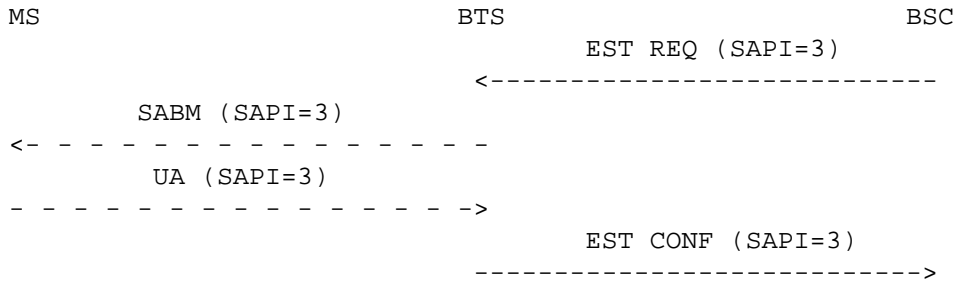 MS BTS BSC
EST REQ (SAPI=3)
<----------------------------
SABM (SAPI=3)
<- - - - - - - - - - - - - - -
UA (SAPI=3)
- - - - - - - - - - - - - - ->
EST CONF (SAPI=3)
---------------------------->